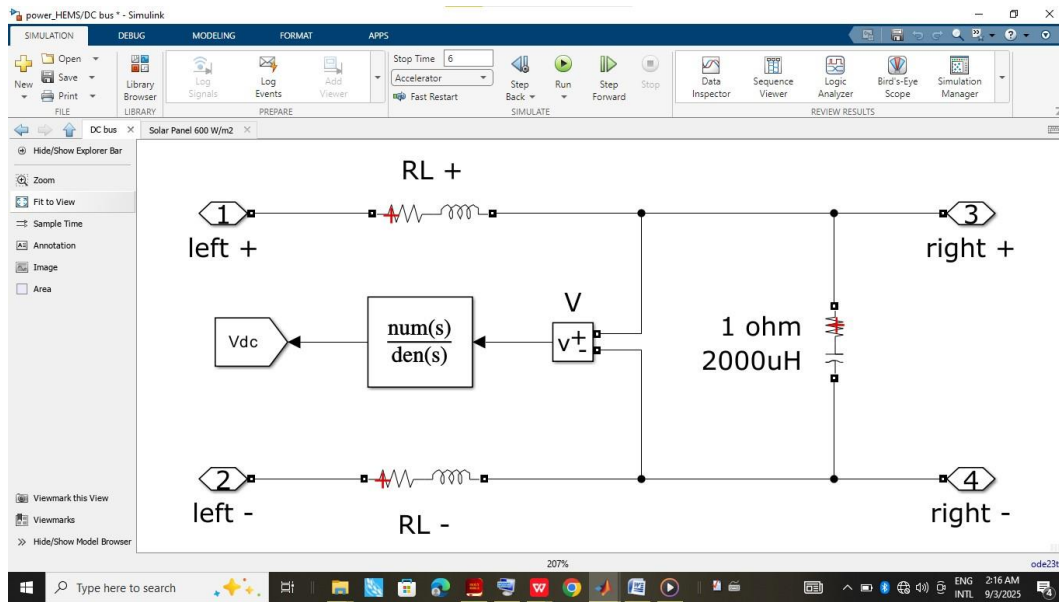 power_HEMS/DC bus * - Simulink
SIMULATION DEBUG MODELING FORMAT APPS
New
Open
Save
Print
FILE
Library
Browser
LIBRARY
Log
Signals
Log
Events
Add
Viewer
PREPARE
Stop Time 6
Accelerator
Fast Restart
Step
Back
Run
Step
Forward
Stop
SIMULATE
Data
Inspector
Sequence
Viewer
Logic
Analyzer
Bird's-Eye
Scope
Simulation
Manager
REVIEW RESULTS
DC bus
Solar Panel 600 W/m2
Hide/Show Explorer Bar
Zoom
Fit to View
Sample Time
Annotation
Image
Area
Viewmark this View
Viewmarks
Hide/Show Model Browser
RL +
1
left +
3
right +
V
v
+
-
num(s)
den(s)
Vdc
1 ohm
2000uH
2
left -
RL -
4
right -
207%
ode23t
Type here to search
W
ENG
INTL
2:16 AM
9/3/2025